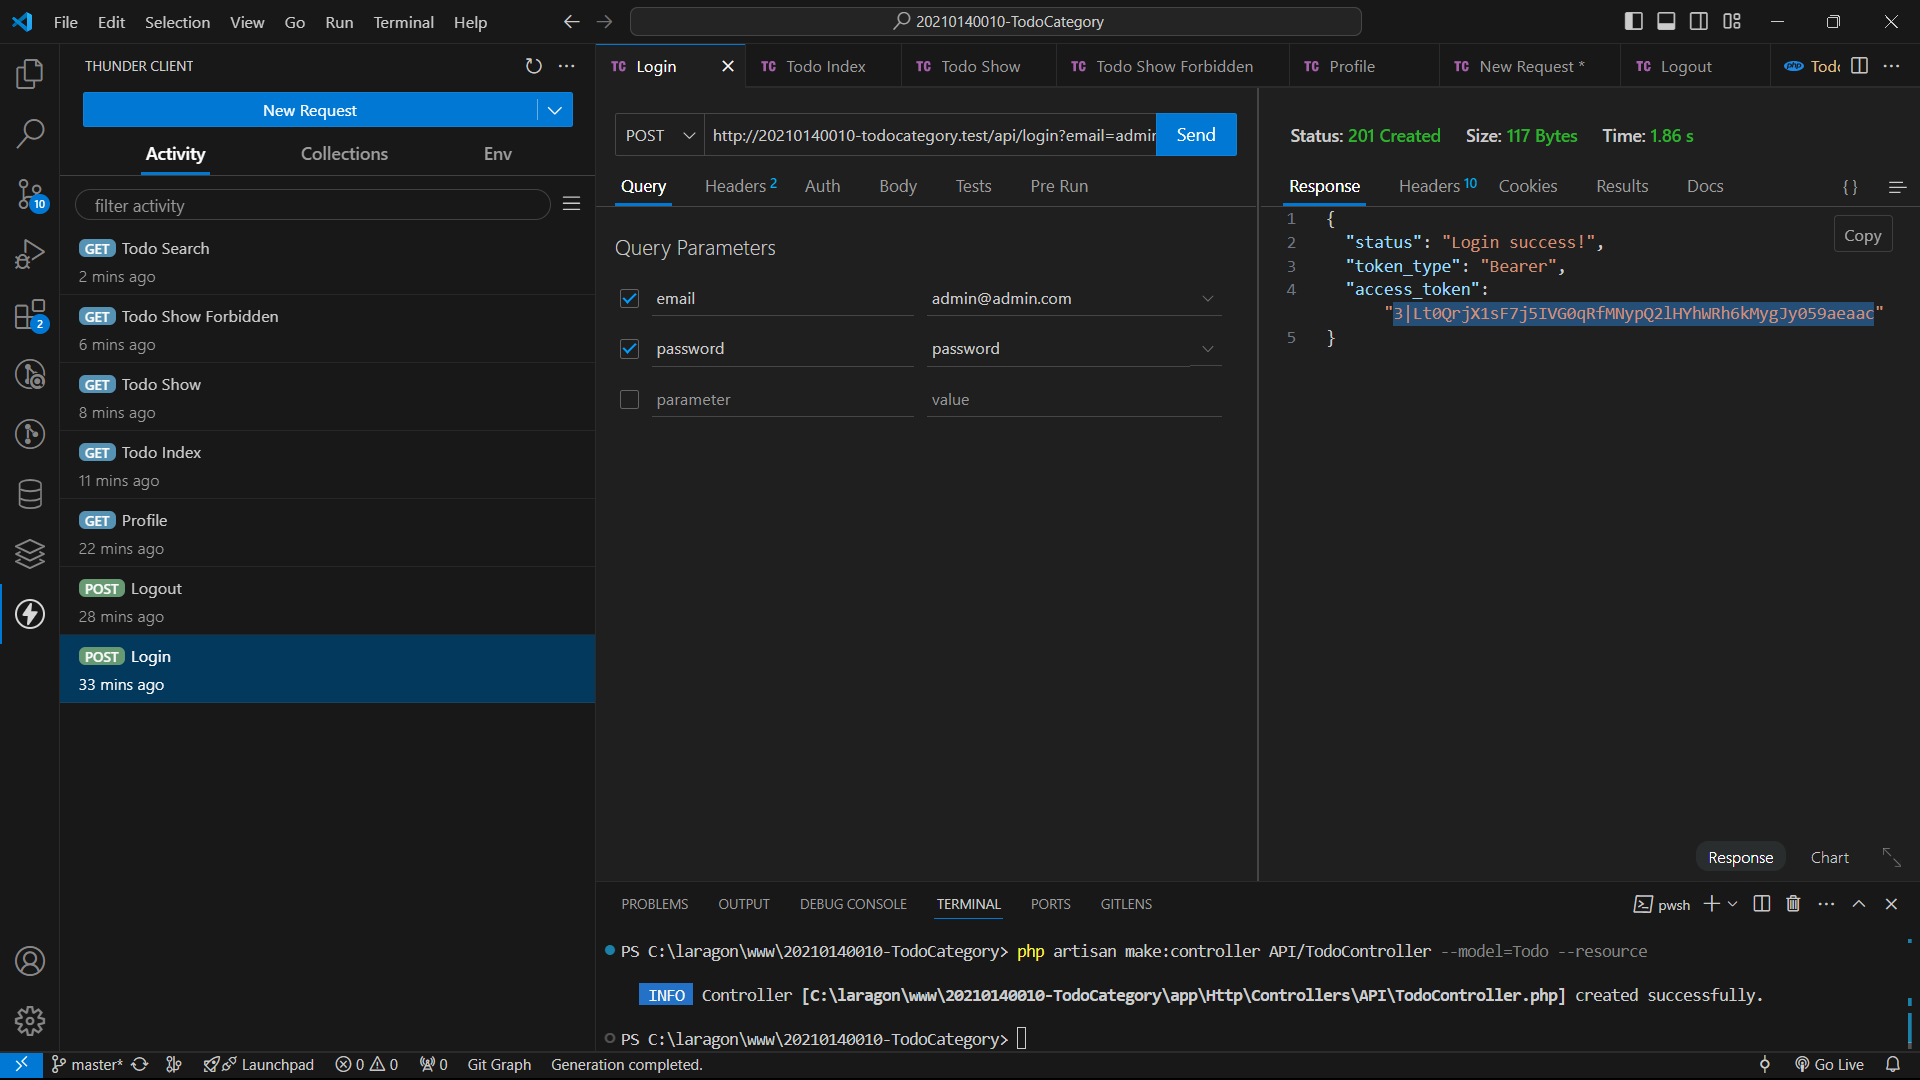 File Edit Selection View Go Run Terminal Help
20210140010-TodoCategory
THUNDER CLIENT
New Request
Activity Collections Env
filter activity
GET Todo Search
2 mins ago
GET Todo Show Forbidden
6 mins ago
GET Todo Show
8 mins ago
GET Todo Index
11 mins ago
GET Profile
22 mins ago
POST Logout
28 mins ago
POST Login
33 mins ago
10
2
TC Login TC Todo Index TC Todo Show TC Todo Show Forbidden TC Profile TC New Request * TC Logout php Todo
POST http://20210140010-todocategory.test/api/login?email=admin Send
Query Headers 2 Auth Body Tests Pre Run
Query Parameters
email admin@admin.com
password password
parameter value
Status: 201 Created Size: 117 Bytes Time: 1.86 s
Response Headers 10 Cookies Results Docs {}
Copy
1 {
2 "status": "Login success!",
3 "token_type": "Bearer",
4 "access_token":
"3|Lt0QrjX1sF7j5IVG0qRfMNypQ2lHYhWRh6kMygJy059aeaac"
5 }
Response Chart
PROBLEMS OUTPUT DEBUG CONSOLE TERMINAL PORTS GITLENS pwsh
PS C:\laragon\www\20210140010-TodoCategory> php artisan make:controller API/TodoController --model=Todo --resource
INFO Controller [C:\laragon\www\20210140010-TodoCategory\app\Http\Controllers\API\TodoController.php] created successfully.
PS C:\laragon\www\20210140010-TodoCategory>
master* Launchpad 0 0 0 Git Graph Generation completed. Go Live